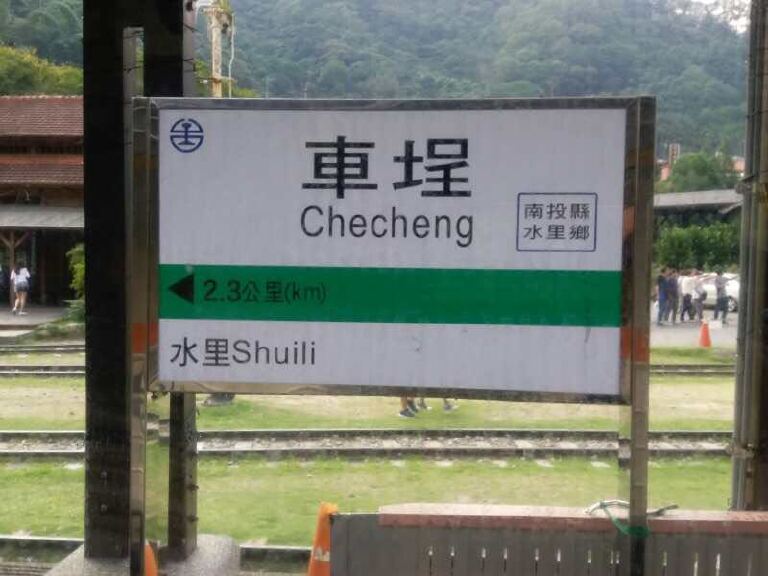 車埕
Checheng
南投縣
水里鄉
2.3公里(km)
水里Shuili